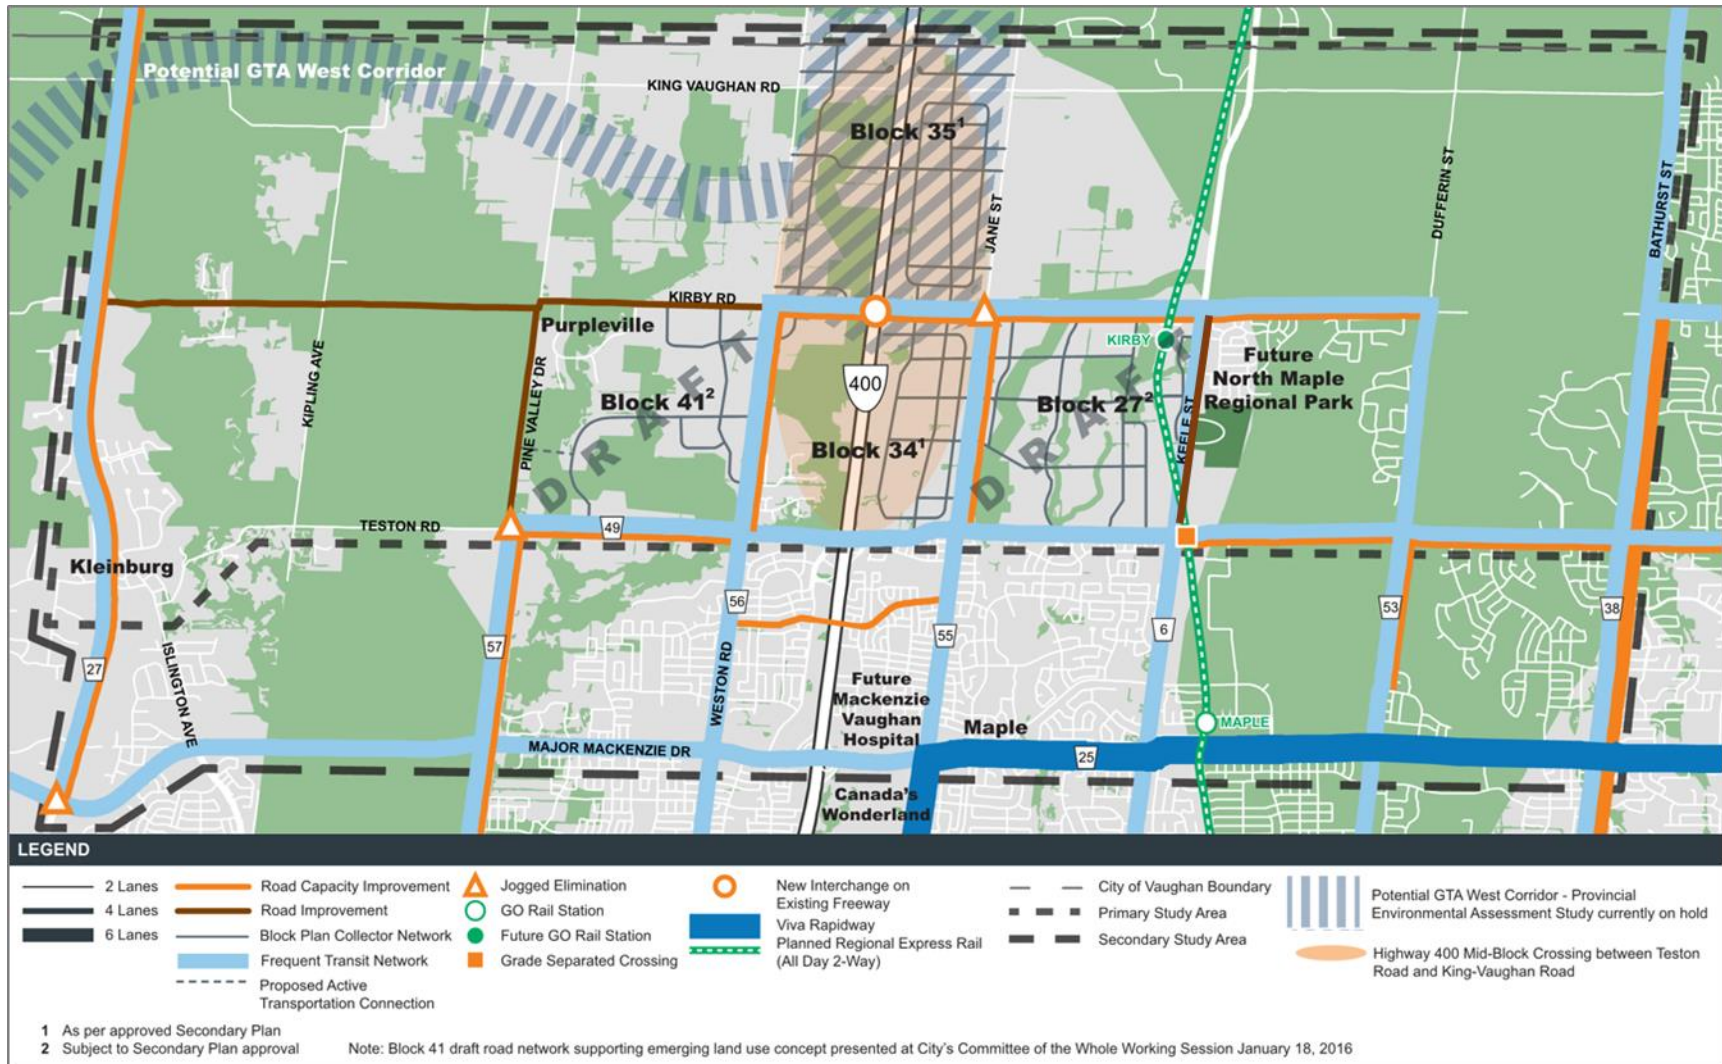 Potential GTA West Corridor
KING VAUGHAN RD
Block 35¹
JANE ST
DUFFERIN ST
BATHURST ST
KIRBY RD
Purpleville
KIPLING AVE
PINE VALLEY DR
DRAFT
Block 41²
400
Block 34¹
KIRBY
DRAFT
Block 27²
KEELE ST
Future
North Maple
Regional Park
TESTON RD
49
Kleinburg
27
ISLINGTON AVE
57
56
WESTON RD
55
6
53
38
Future
Mackenzie
Vaughan
Hospital
Maple
MAPLE
MAJOR MACKENZIE DR
25
Canada's
Wonderland
LEGEND
2 Lanes
4 Lanes
6 Lanes
Road Capacity Improvement
Road Improvement
Block Plan Collector Network
Frequent Transit Network
Proposed Active
Transportation Connection
Jogged Elimination
GO Rail Station
Future GO Rail Station
Grade Separated Crossing
New Interchange on
Existing Freeway
Viva Rapidway
Planned Regional Express Rail
(All Day 2-Way)
City of Vaughan Boundary
Primary Study Area
Secondary Study Area
Potential GTA West Corridor - Provincial
Environmental Assessment Study currently on hold
Highway 400 Mid-Block Crossing between Teston
Road and King-Vaughan Road
1 As per approved Secondary Plan
2 Subject to Secondary Plan approval
Note: Block 41 draft road network supporting emerging land use concept presented at City's Committee of the Whole Working Session January 18, 2016